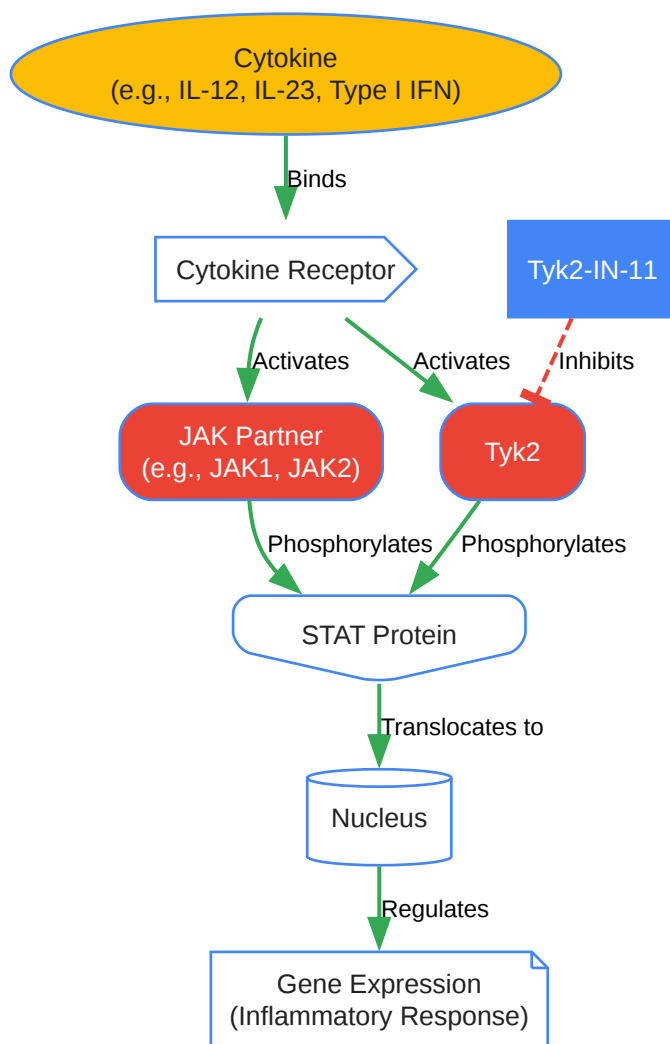 Cytokine
(e.g., IL-12, IL-23, Type I IFN)
Binds
Cytokine Receptor
Tyk2-IN-11
Activates
Activates
Inhibits
JAK Partner
(e.g., JAK1, JAK2)
Tyk2
Phosphorylates
Phosphorylates
STAT Protein
Translocates to
Nucleus
Regulates
Gene Expression
(Inflammatory Response)